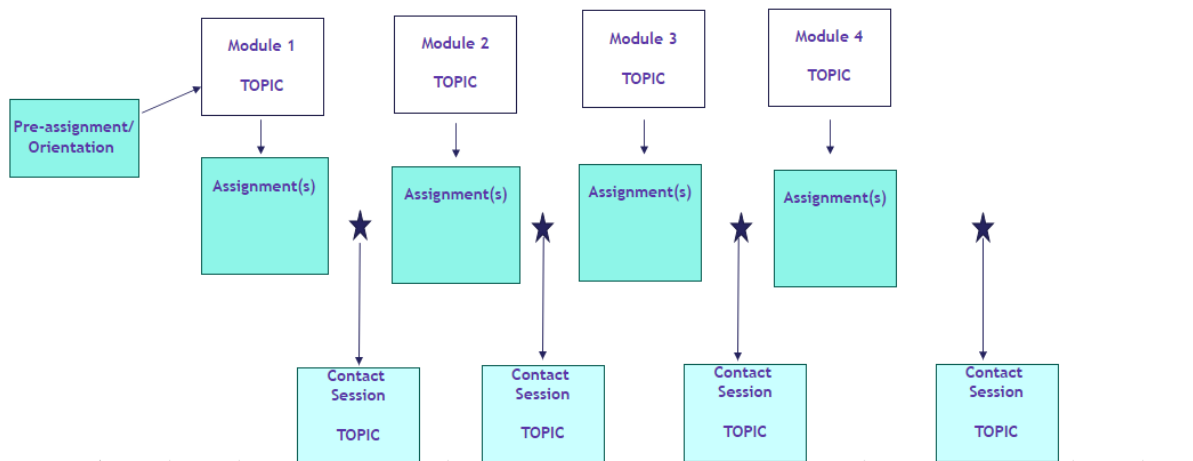 Module 1
TOPIC
Module 2
TOPIC
Module 3
TOPIC
Module 4
TOPIC
Pre-assignment/
Orientation
Assignment(s)
Assignment(s)
Assignment(s)
Assignment(s)
Contact
Session
TOPIC
Contact
Session
TOPIC
Contact
Session
TOPIC
Contact
Session
TOPIC